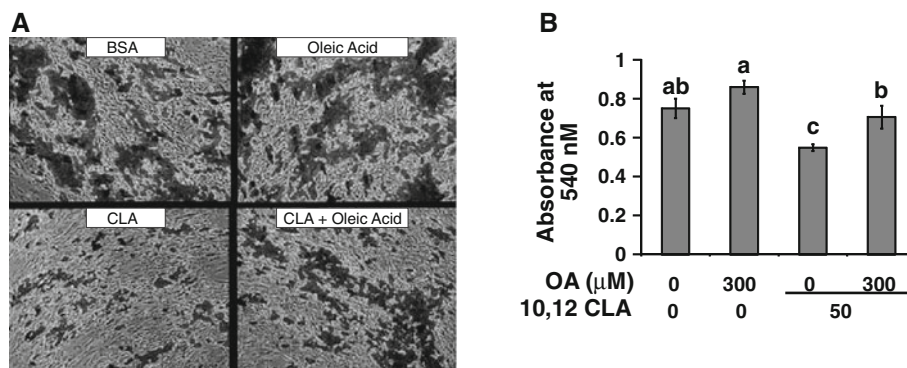 A
BSA
Oleic Acid
CLA
CLA + Oleic Acid
B
Absorbance at
540 nM
1
0.8
0.6
0.4
0.2
0
ab
a
c
b
OA (μM) 0 300 0 300
10,12 CLA 0 0 50